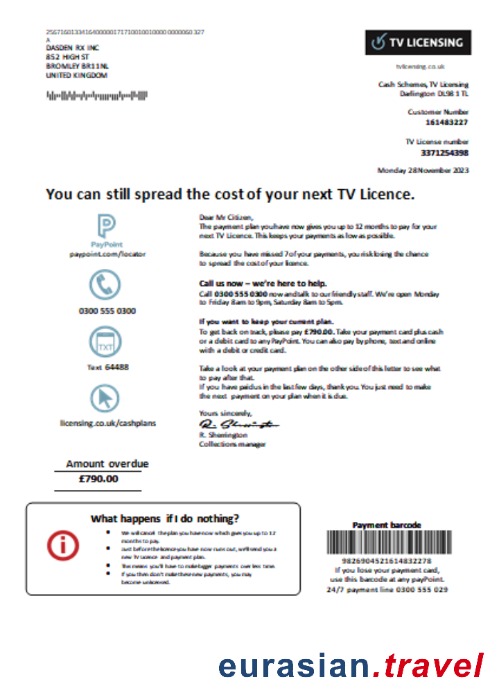 25671601334164000001717100100100000000000060327
A
DASDEN RX INC
852 HIGH ST
BROMLEY BR11NL
UNITED KINGDOM
TV LICENSING
tvlicensing.co.uk
Cash Schemes, TV Licensing
Darlington DL98 1 TL
Customer Number
161483227
TV License number
3371254398
Monday 28 November 2023
You can still spread the cost of your next TV Licence.
PayPoint
paypoint.com/locator
0300 555 0300
TXT
Text 64488
licensing.co.uk/cashplans
Dear Mr Citizen,
The payment plan you have now gives you up to 12 months to pay for your
next TV Licence. This keeps your payments as low as possible.
Because you have missed 7 of your payments, you risk losing the chance
to spread the cost of your licence.
Call us now – we're here to help.
Call 0300 555 0300 now and talk to our friendly staff. We're open Monday
to Friday 8am to 9pm, Saturday 8am to 5pm.
If you want to keep your current plan.
To get back on track, please pay £790.00. Take your payment card plus cash
or a debit card to any PayPoint. You can also pay by phone, text and online
with a debit or credit card.
Take a look at your payment plan on the other side of this letter to see what
to pay after that.
If you have paid us in the last few days, thank you. You just need to make
the next payment on your plan when it is due.
Yours sincerely,
R. Sherrington
Collections manager
Amount overdue
£790.00
What happens if I do nothing?
We will cancel the plan you have now which gives you up to 12
months to pay.
Just before the licence you have now runs out, we'll send you a
new TV Licence and payment plan.
This means you'll have to make bigger payments over less time.
If you then don't make these new payments, you may
become unlicensed.
Payment barcode
9826904521614832278
If you lose your payment card,
use this barcode at any payPoint.
24/7 payment line 0300 555 029
eurasian.travel